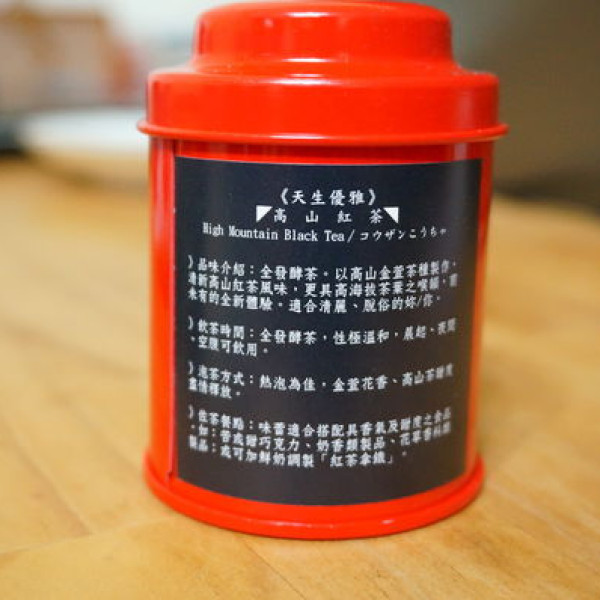 《天生優雅》
高山紅茶
High Mountain Black Tea/コウザンこうちゃ
》品味介紹：全發酵茶。以高山金萱茶種製作、
清新高山紅茶風味，更具高海拔茶葉之喉韻，前
未有的全新體驗。適合清麗、脫俗的妳/你。
》飲茶時間：全發酵茶，性極溫和，晨起、夜間
、空腹可飲用。
》泡茶方式：熱泡為佳，金萱花香、高山茶甜度
盡情釋放。
》佐茶餐點：味蕾適合搭配具香氣及甜度之食品
，如：苦或甜巧克力、奶香類製品、花草香料類
製品；或可加鮮奶調製「紅茶拿鐵」。